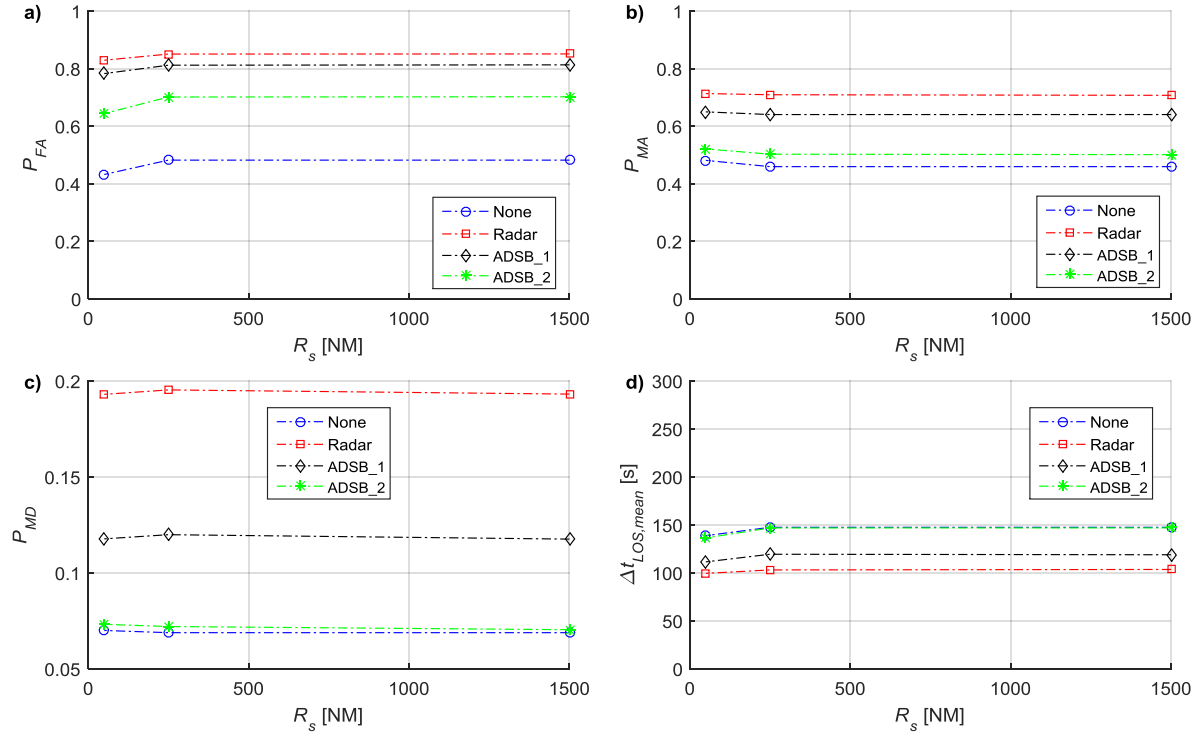 a)
1
0.8
0.6
0.4
0.2
0
P_FA
None
Radar
ADSB_1
ADSB_2
0 500 1000 1500
R_s [NM]
b)
1
0.8
0.6
0.4
0.2
0
P_MA
None
Radar
ADSB_1
ADSB_2
0 500 1000 1500
R_s [NM]
c)
0.2
0.15
0.1
0.05
P_MD
None
Radar
ADSB_1
ADSB_2
0 500 1000 1500
R_s [NM]
d)
300
250
200
150
100
50
0
Δt_LOS,mean [s]
None
Radar
ADSB_1
ADSB_2
0 500 1000 1500
R_s [NM]